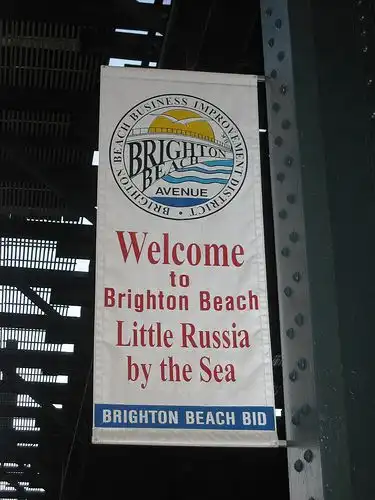 BRIGHTON BEACH BUSINESS IMPROVEMENT DISTRICT
BRIGHTON
BEACH
AVENUE
Welcome
to
Brighton Beach
Little Russia
by the Sea
BRIGHTON BEACH BID